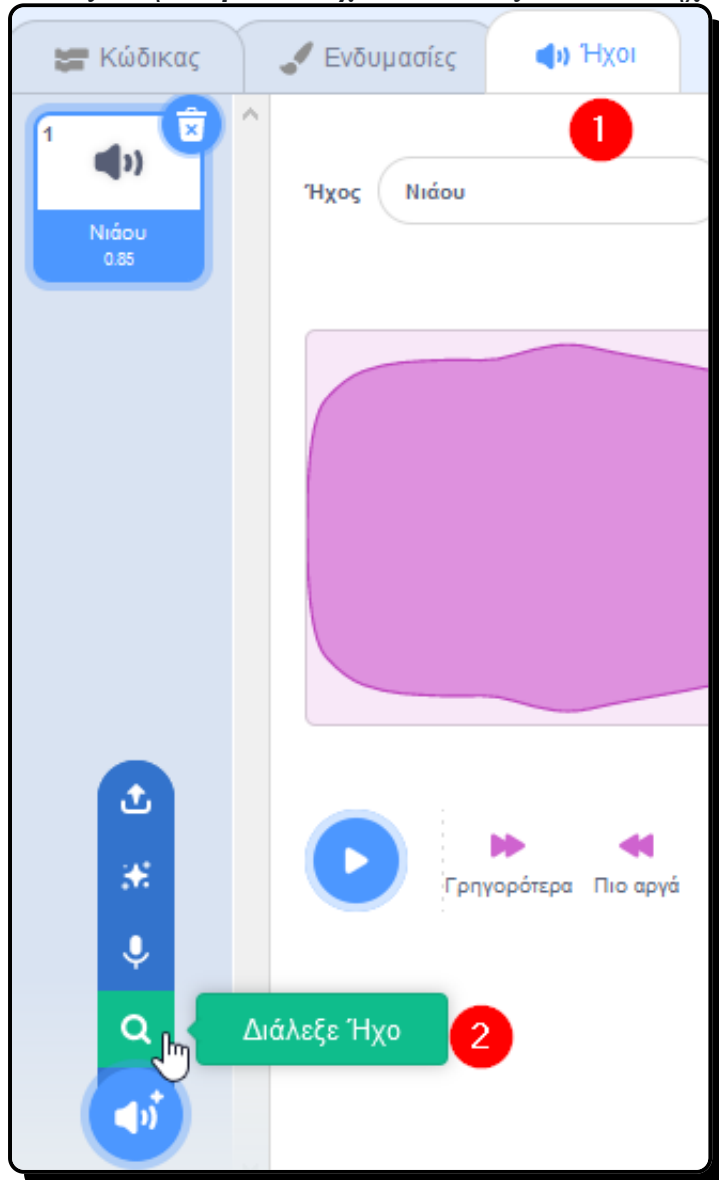 Κώδικας
Ενδυμασίες
Ήχοι
1
1
Ήχος
Νιάου
Νιάου
0.85
Γρηγορότερα
Πιο αργά
Διάλεξε Ήχο
2